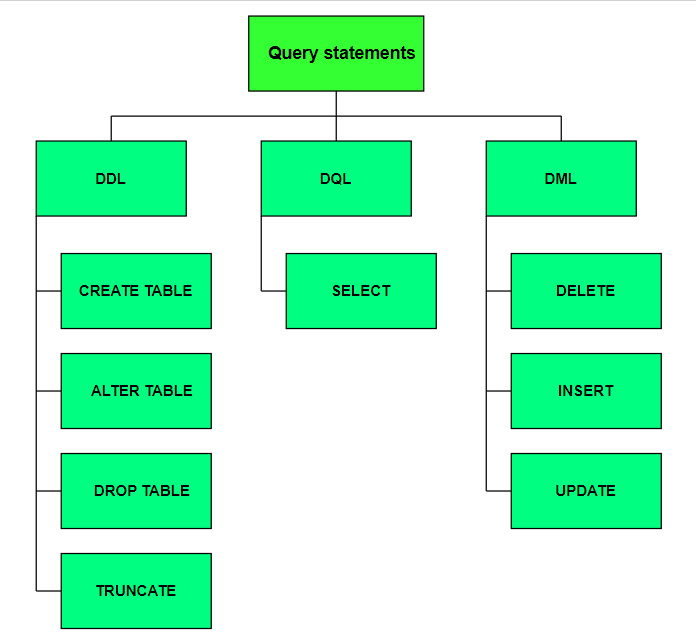 Query statements
DDL
DQL
DML
CREATE TABLE
SELECT
DELETE
ALTER TABLE
INSERT
DROP TABLE
UPDATE
TRUNCATE